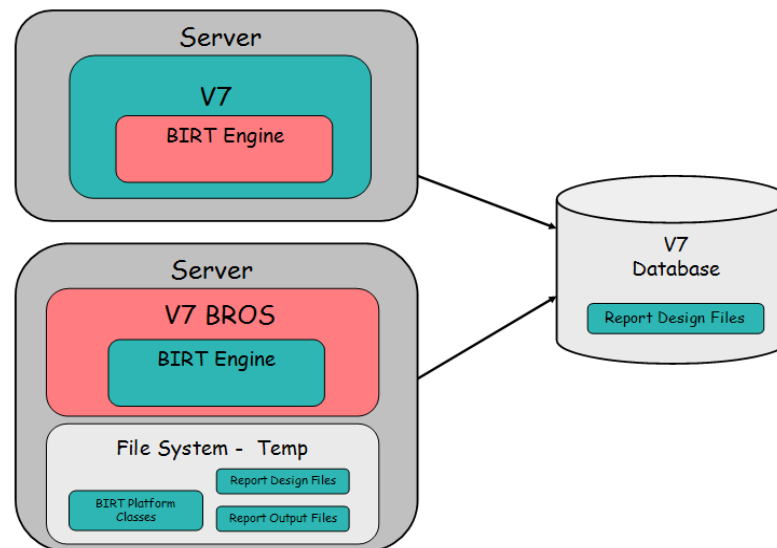 Server
V7
BIRT Engine
Server
V7 BROS
BIRT Engine
File System - Temp
BIRT Platform
Classes
Report Design Files
Report Output Files
V7
Database
Report Design Files